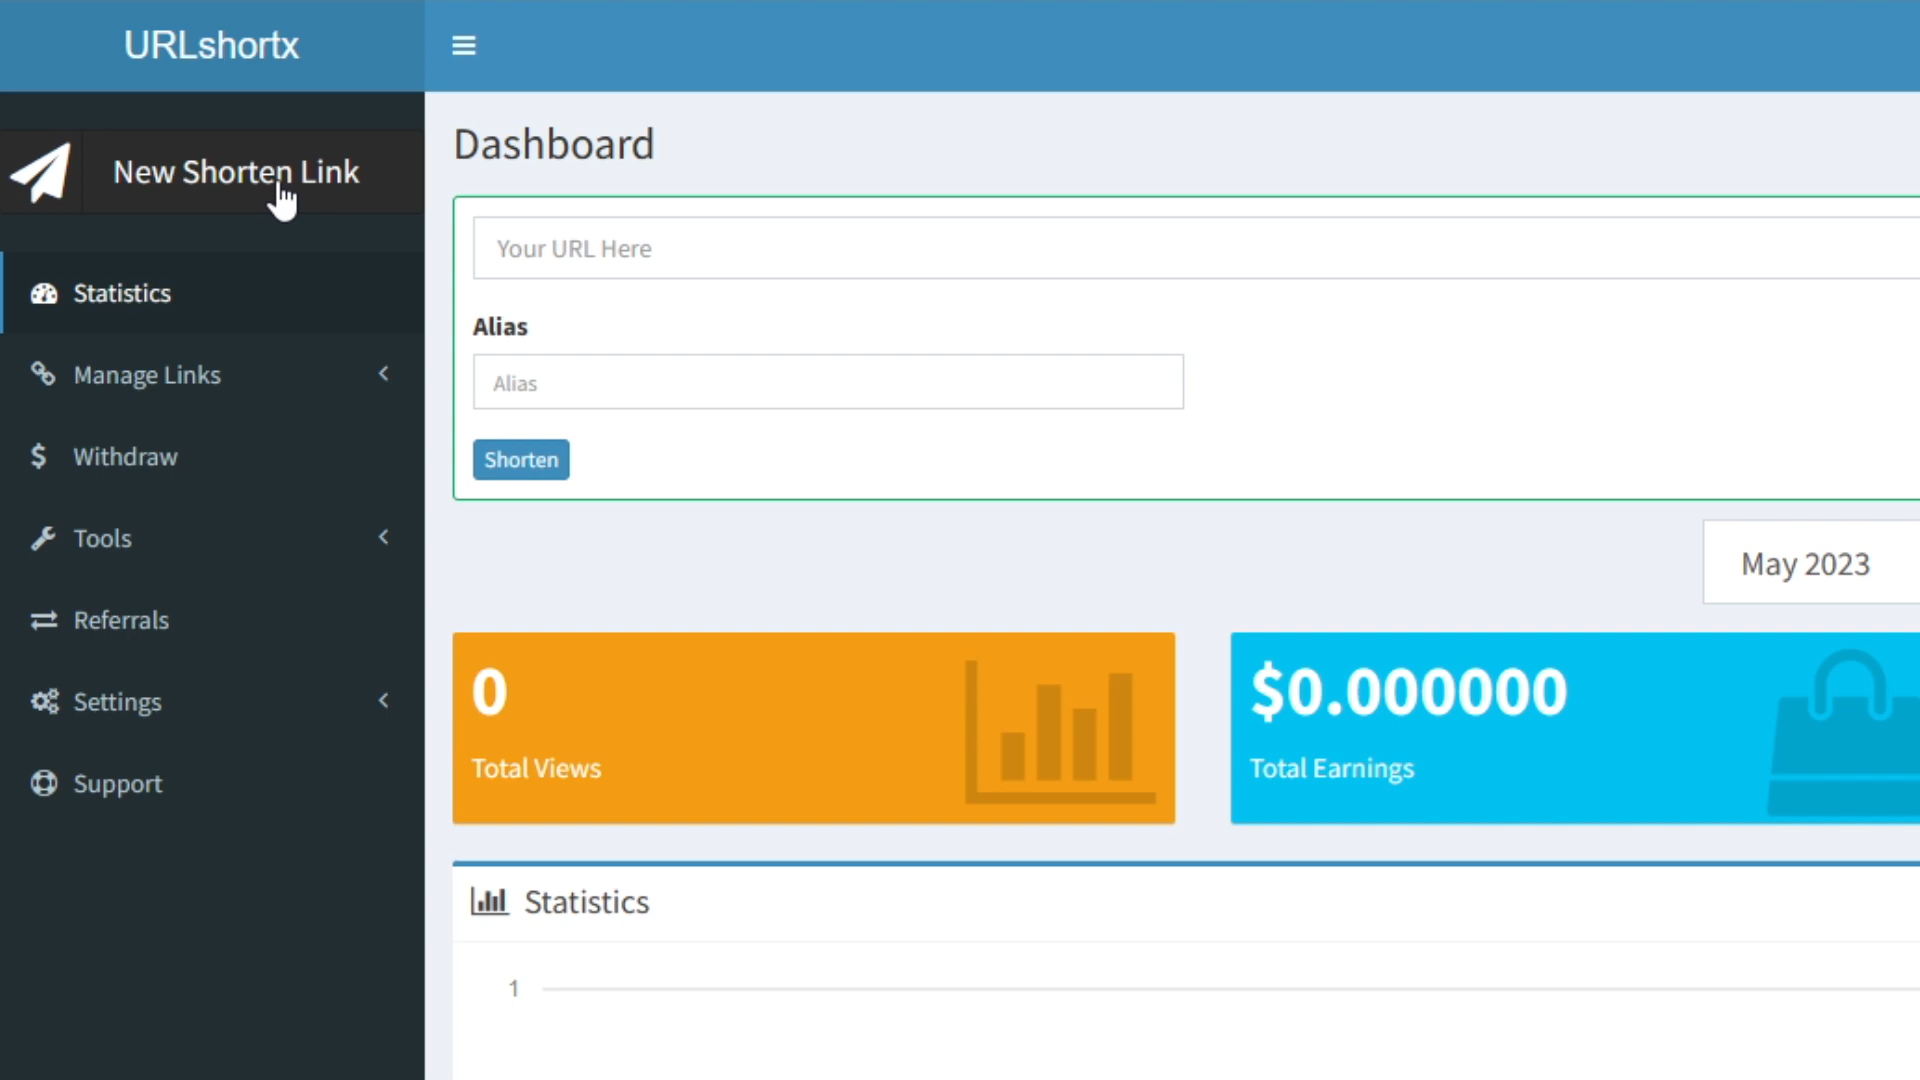 URLshortx
New Shorten Link
Statistics
Manage Links
Withdraw
Tools
Referrals
Settings
Support
Dashboard
Your URL Here
Alias
Alias
Shorten
May 2023
0
Total Views
$0.000000
Total Earnings
Statistics
1